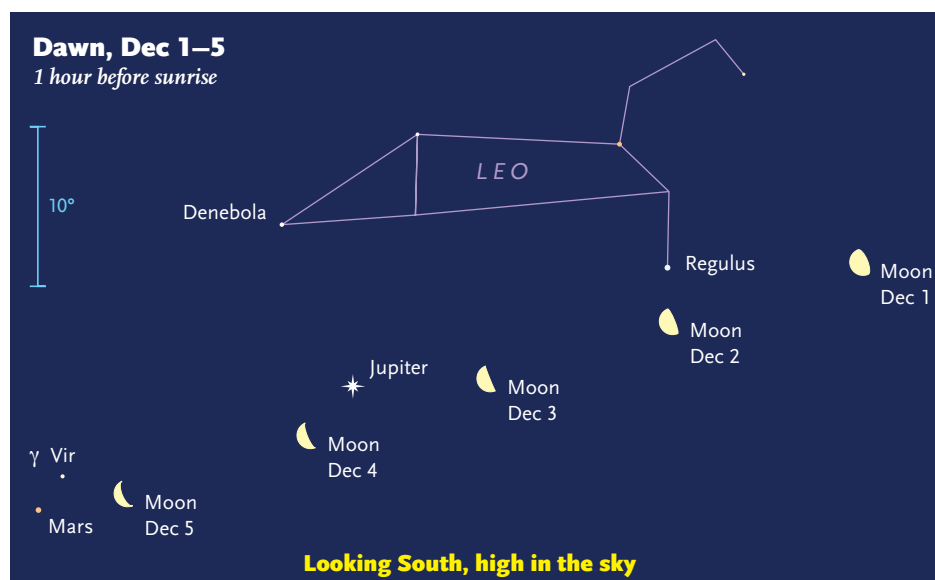 Dawn, Dec 1–5
1 hour before sunrise
LEO
10°
Denebola
Regulus
Moon
Dec 1
Moon
Dec 2
Jupiter
Moon
Dec 3
Moon
Dec 4
γ Vir
Moon
Dec 5
Mars
Looking South, high in the sky